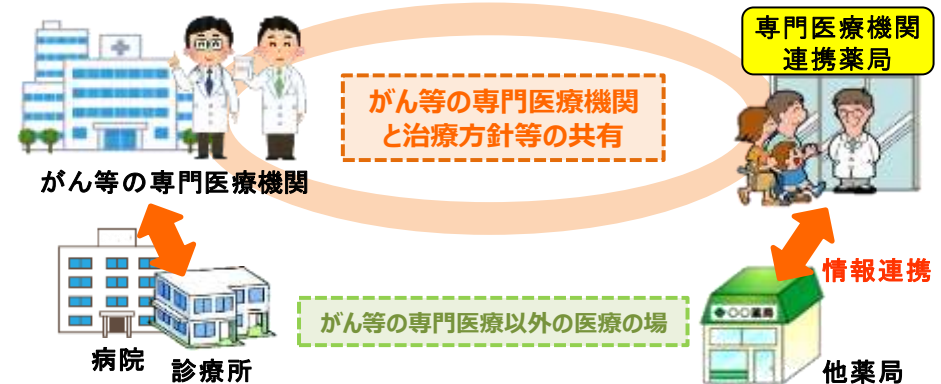 専門医療機関
連携薬局
がん等の専門医療機関
と治療方針等の共有
がん等の専門医療機関
情報連携
がん等の専門医療以外の医療の場
○○薬局
病院
診療所
他薬局